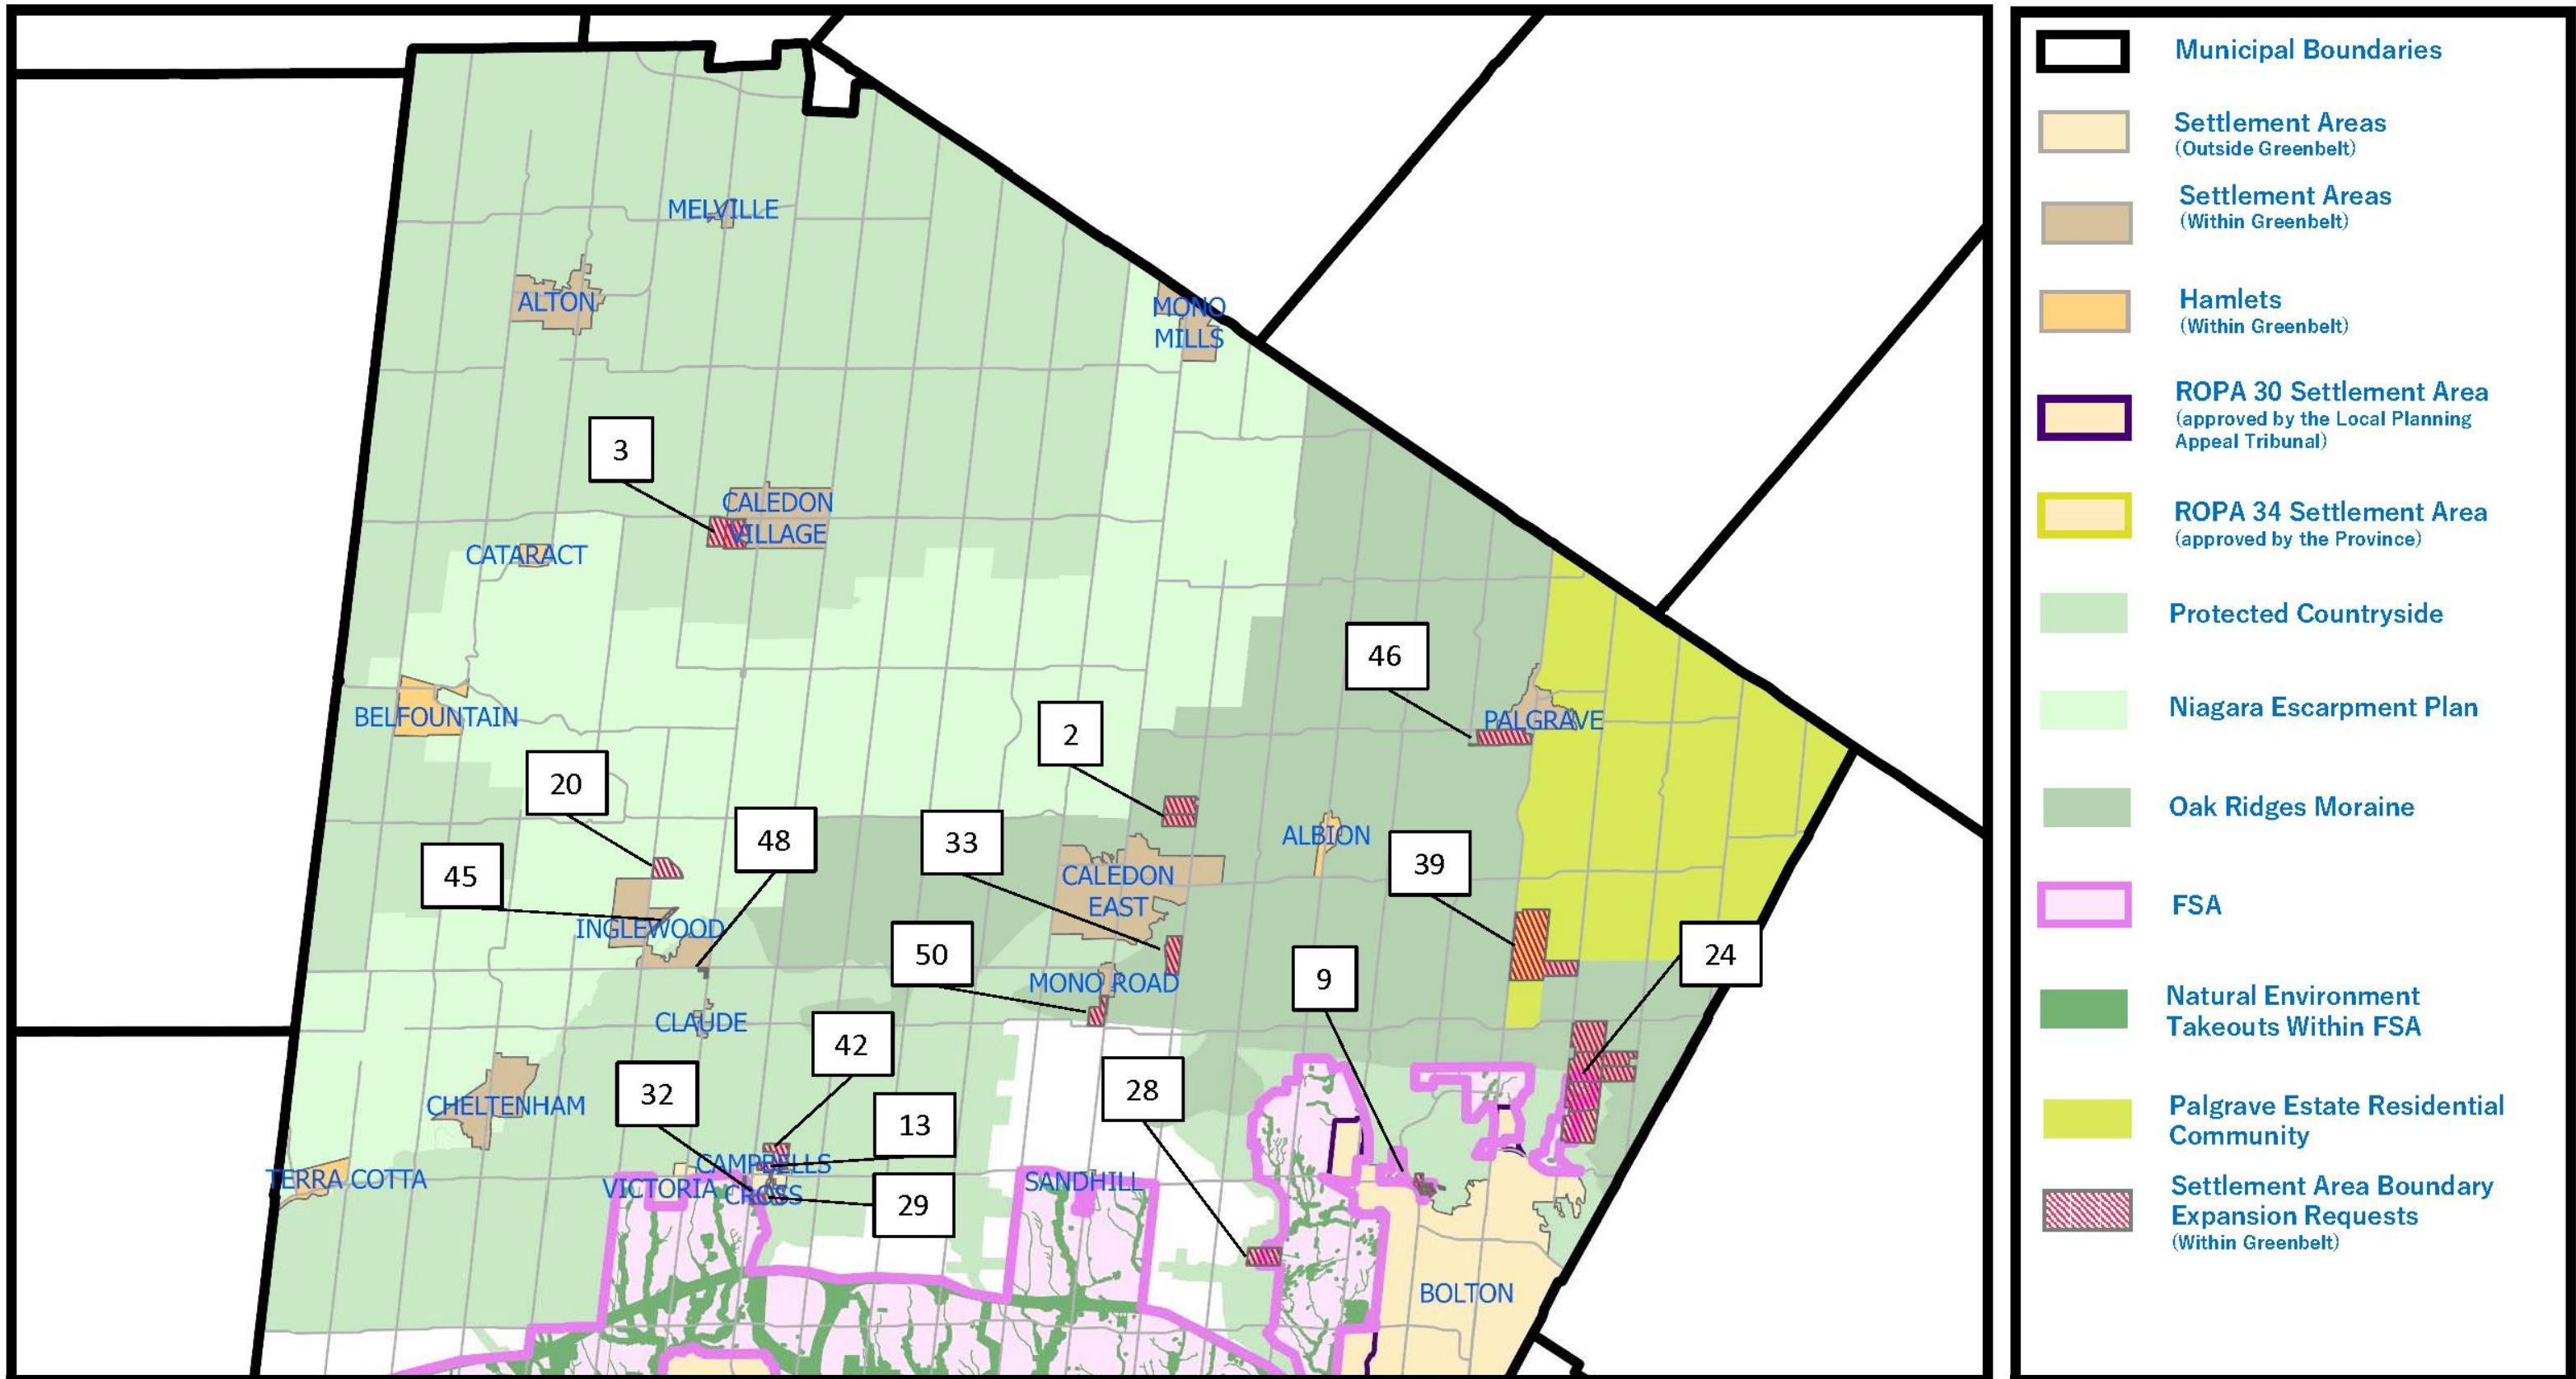 MELVILLE
ALTON
MONO
MILLS
3
CALEDON
VILLAGE
CATARACT
46
BELFOUNTAIN
PALGRAVE
2
20
48
33
ALBION
39
45
CALEDON
EAST
INGLEWOOD
50
9
24
MONO ROAD
CLAUDE
42
32
28
CHELTENHAM
13
CAMPBELLS
CROSS
TERRA COTTA
VICTORIA
SANDHILL
29
BOLTON
Municipal Boundaries
Settlement Areas
(Outside Greenbelt)
Settlement Areas
(Within Greenbelt)
Hamlets
(Within Greenbelt)
ROPA 30 Settlement Area
(approved by the Local Planning
Appeal Tribunal)
ROPA 34 Settlement Area
(approved by the Province)
Protected Countryside
Niagara Escarpment Plan
Oak Ridges Moraine
FSA
Natural Environment
Takeouts Within FSA
Palgrave Estate Residential
Community
Settlement Area Boundary
Expansion Requests
(Within Greenbelt)